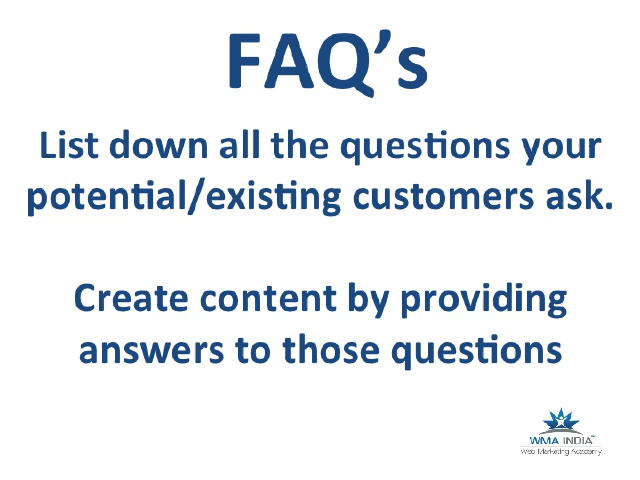 FAQ’s
List down all the questions your
potential/existing customers ask.
Create content by providing
answers to those questions
WMA INDIA™
Web Marketing Academy